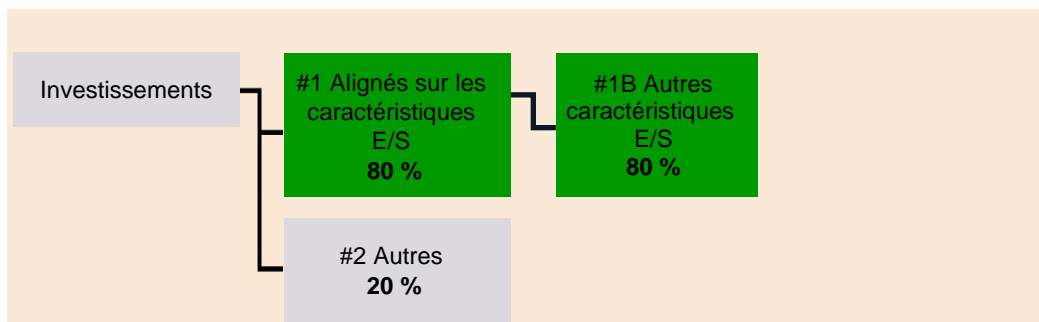 Investissements
#1 Alignés sur les
caractéristiques
E/S
80 %
#1B Autres
caractéristiques
E/S
80 %
#2 Autres
20 %